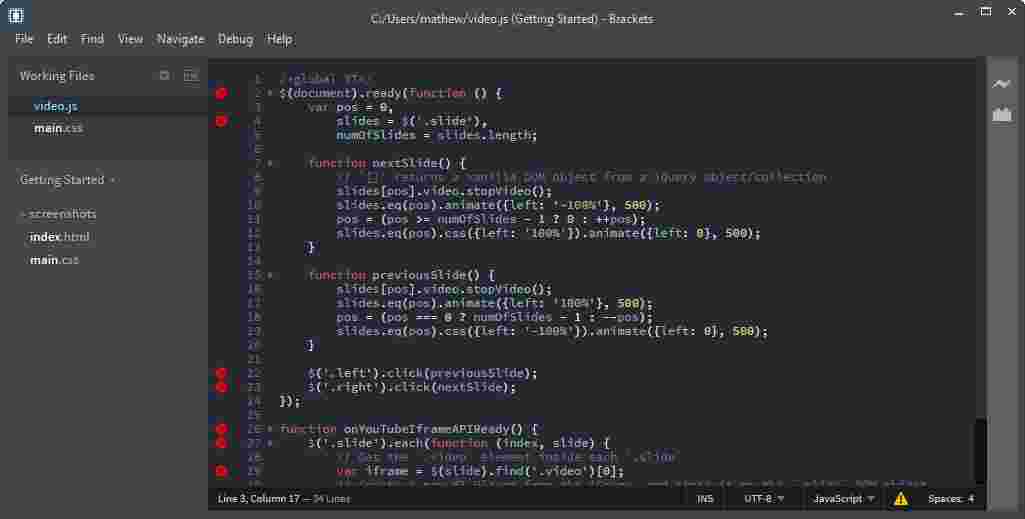 C:/Users/mathew/video.js (Getting Started) - Brackets
File Edit Find View Navigate Debug Help
Working Files
video.js
main.css
Getting Started
screenshots
index.html
main.css
1 /*global YT*/
2 $(document).ready(function () {
3 var pos = 0,
4 slides = $('.slide'),
5 numOfSlides = slides.length;
6
7 function nextSlide() {
8 // `[]` returns a vanilla DOM object from a jQuery object/collection
9 slides[pos].video.stopVideo();
10 slides.eq(pos).animate({left: '-100%'}, 500);
11 pos = (pos >= numOfSlides - 1 ? 0 : ++pos);
12 slides.eq(pos).css({left: '100%'}).animate({left: 0}, 500);
13 }
14
15 function previousSlide() {
16 slides[pos].video.stopVideo();
17 slides.eq(pos).animate({left: '100%'}, 500);
18 pos = (pos === 0 ? numOfSlides - 1 : --pos);
19 slides.eq(pos).css({left: '-100%'}).animate({left: 0}, 500);
20 }
21
22 $('.left').click(previousSlide);
23 $('.right').click(nextSlide);
24 });
25
26 function onYouTubeIframeAPIReady() {
27 $('.slide').each(function (index, slide) {
28 // Get the `.video` element inside each `.slide`
29 var iframe = $(slide).find('.video')[0];
Line 3, Column 17 — 34 Lines
INS UTF-8 JavaScript Spaces: 4